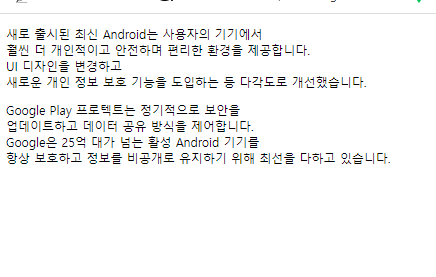 새로 출시된 최신 Android는 사용자의 기기에서
훨씬 더 개인적이고 안전하며 편리한 환경을 제공합니다.
UI 디자인을 변경하고
새로운 개인 정보 보호 기능을 도입하는 등 다각도로 개선했습니다.
Google Play 프로텍트는 정기적으로 보안을
업데이트하고 데이터 공유 방식을 제어합니다.
Google은 25억 대가 넘는 활성 Android 기기를
항상 보호하고 정보를 비공개로 유지하기 위해 최선을 다하고 있습니다.